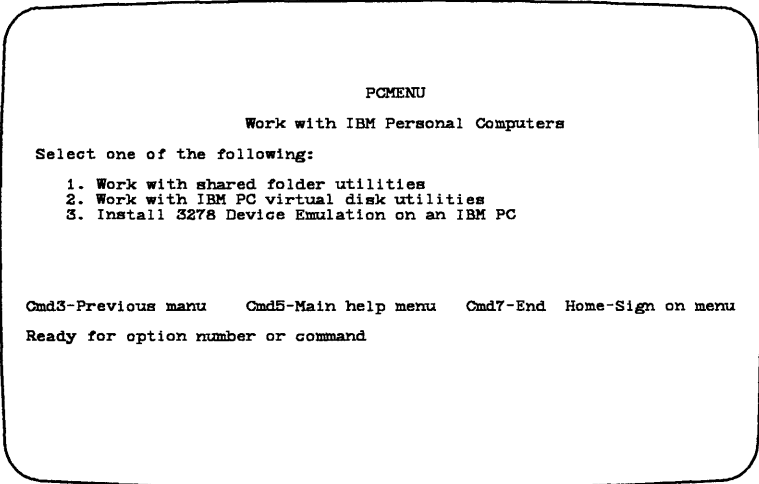 PCMENU
Work with IBM Personal Computers
Select one of the following:
1. Work with shared folder utilities
2. Work with IBM PC virtual disk utilities
3. Install 3278 Device Emulation on an IBM PC
Cmd3-Previous manu Cmd5-Main help menu Cmd7-End Home-Sign on menu
Ready for option number or command